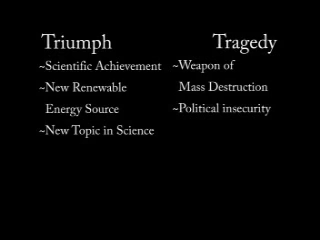 Triumph
~Scientific Achievement
~New Renewable
Energy Source
~New Topic in Science
Tragedy
~Weapon of
Mass Destruction
~Political insecurity